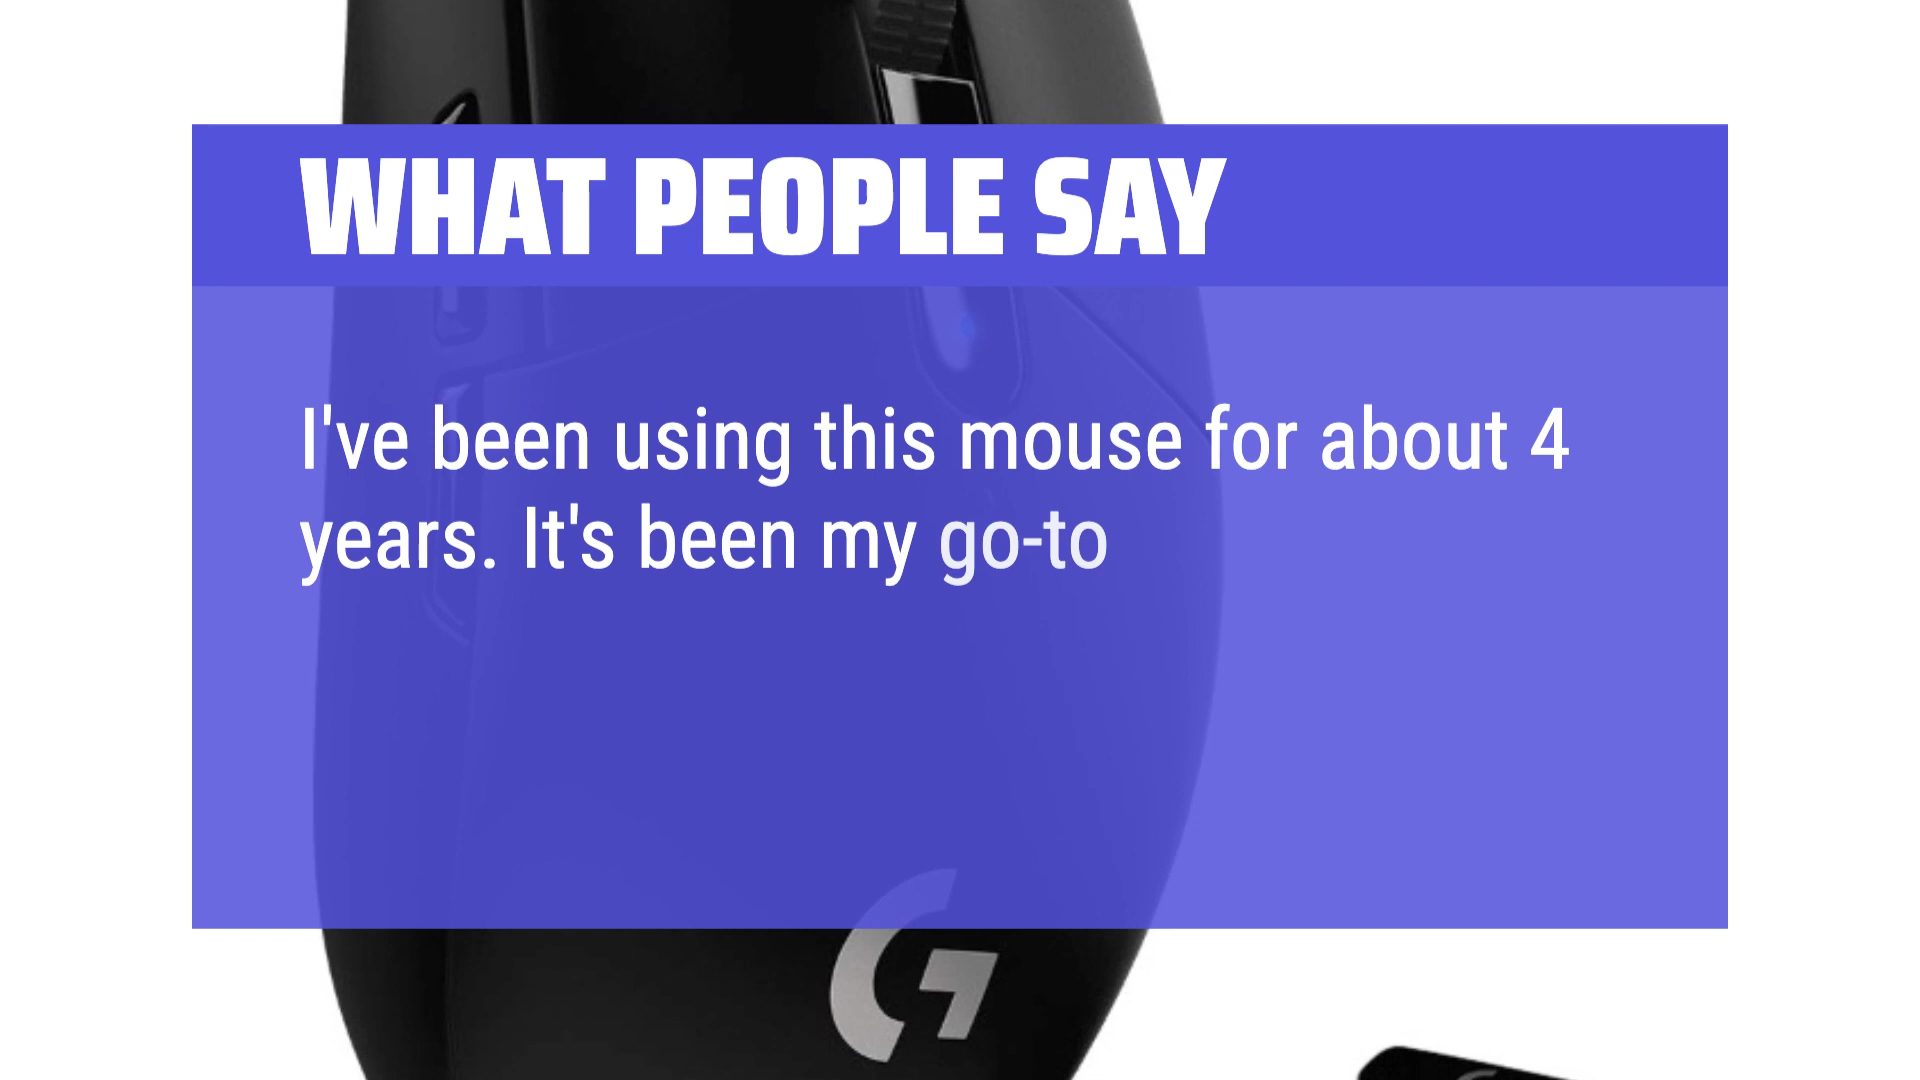 WHAT PEOPLE SAY
I've been using this mouse for about 4
years. It's been my go-to